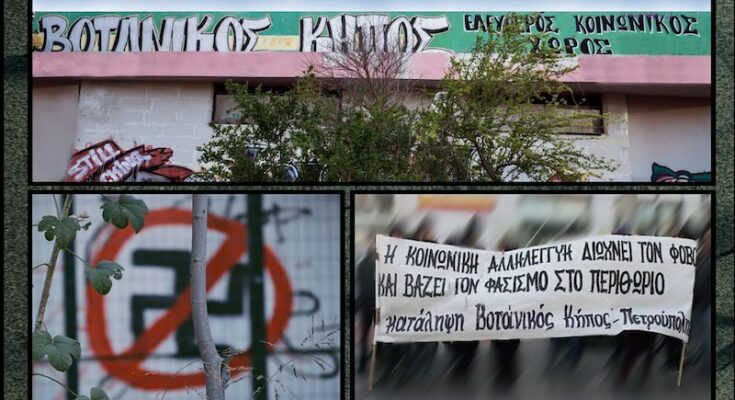 ΒΟΤΑΝΙΚΟΣ ΚΗΠΟΣ
ΕΛΕΥΘΕΡΟΣ ΚΟΙΝΩΝΙΚΟΣ
ΧΩΡΟΣ
STILL
Η ΚΟΙΝΩΝΙΚΗ ΑΛΛΗΛΕΓΓΥΗ ΔΙΩΧΝΕΙ ΤΟΝ ΦΟΒΟ
ΚΑΙ ΒΑΖΕΙ ΤΟΝ ΦΑΣΙΣΜΟ ΣΤΟ ΠΕΡΙΘΩΡΙΟ
κατάληψη Βοτανικός Κήπος - Πετρούπολη